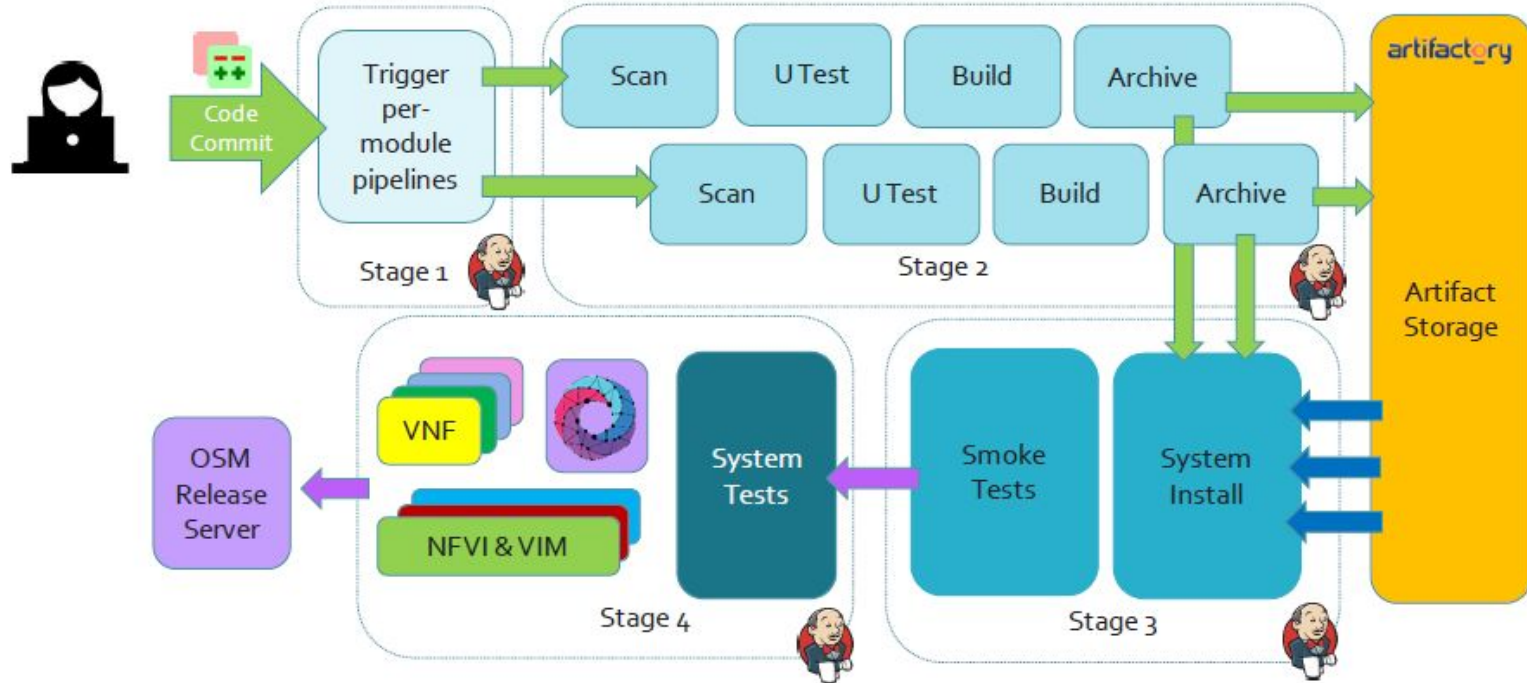 Code
Commit
Trigger
per-
module
pipelines
Stage 1
Scan
U Test
Build
Archive
Scan
U Test
Build
Archive
Stage 2
artifactory
Artifact
Storage
OSM
Release
Server
VNF
NFVI & VIM
System
Tests
Stage 4
Smoke
Tests
System
Install
Stage 3